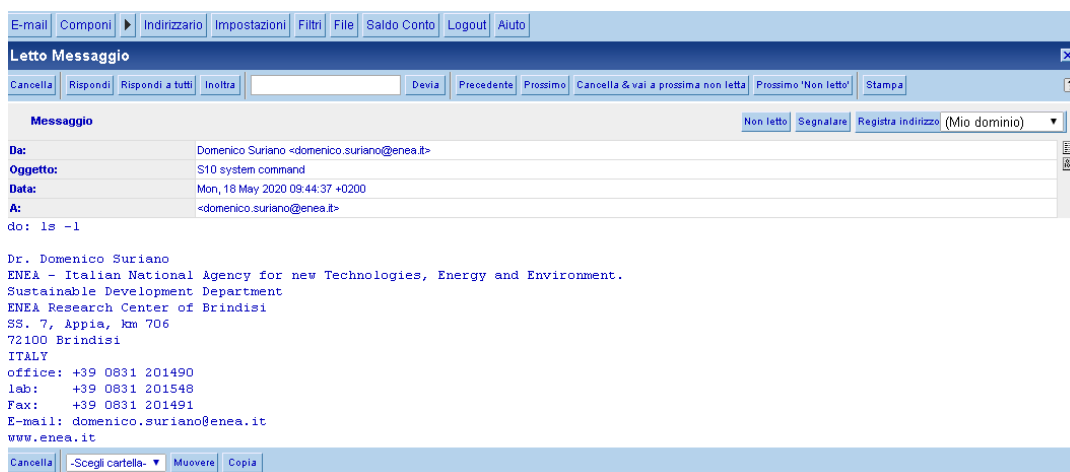 E-mail Componi Indirizzario Impostazioni Filtri File Saldo Conto Logout Aiuto
Letto Messaggio
Cancella Rispondi Rispondi a tutti Inoltra Devia Precedente Prossimo Cancella & vai a prossima non letta Prossimo 'Non letto' Stampa
Messaggio Non letto Segnalare Registra indirizzo (Mio dominio)
Da: Domenico Suriano <domenico.suriano@enea.it>
Oggetto: S10 system command
Data: Mon, 18 May 2020 09:44:37 +0200
A: <domenico.suriano@enea.it>
do: ls -l
Dr. Domenico Suriano
ENEA - Italian National Agency for new Technologies, Energy and Environment.
Sustainable Development Department
ENEA Research Center of Brindisi
SS. 7, Appia, km 706
72100 Brindisi
ITALY
office: +39 0831 201490
lab: +39 0831 201548
Fax: +39 0831 201491
E-mail: domenico.suriano@enea.it
www.enea.it
Cancella -Scegli cartella- Muovere Copia